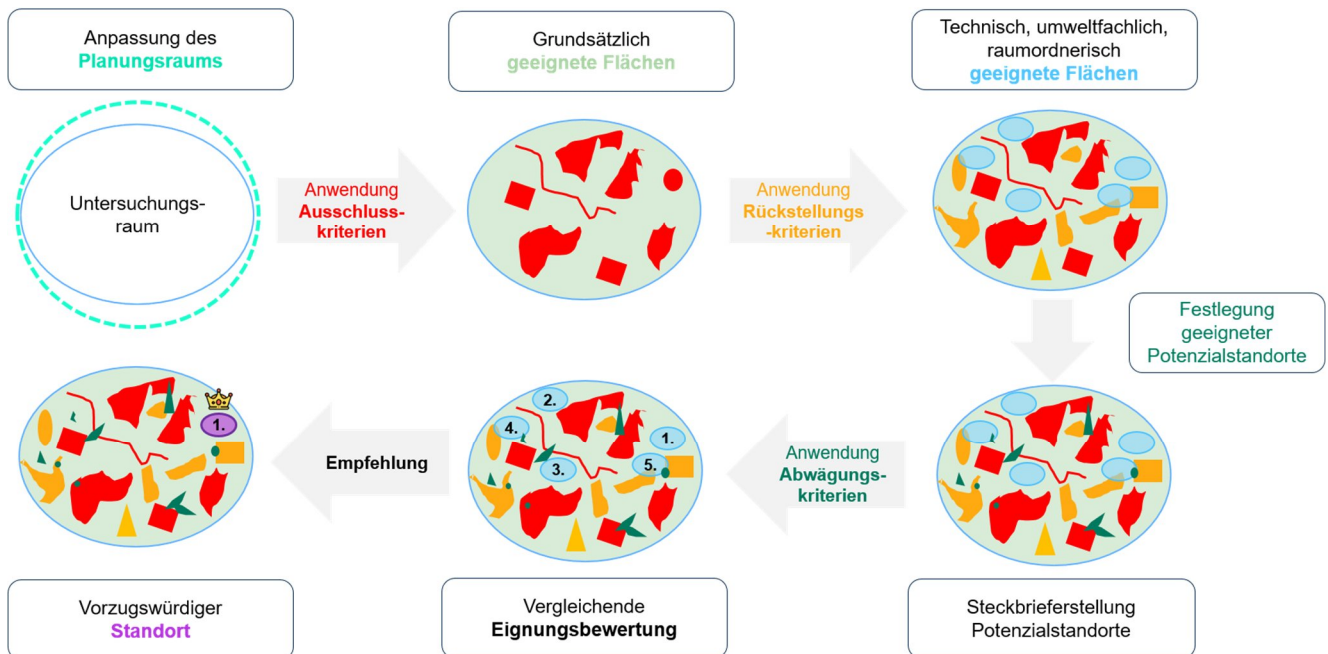 Anpassung des
Planungsraums
Grundsätzlich
geeignete Flächen
Technisch, umweltfachlich,
raumordnerisch
geeignete Flächen
Untersuchungs-
raum
Anwendung
Ausschluss-
kriterien
Anwendung
Rückstellungs
-kriterien
Festlegung
geeigneter
Potenzialstandorte
1.
Empfehlung
2.
4.
1.
3.
5.
Anwendung
Abwägungs-
kriterien
Vorzugswürdiger
Standort
Vergleichende
Eignungsbewertung
Steckbrieferstellung
Potenzialstandorte